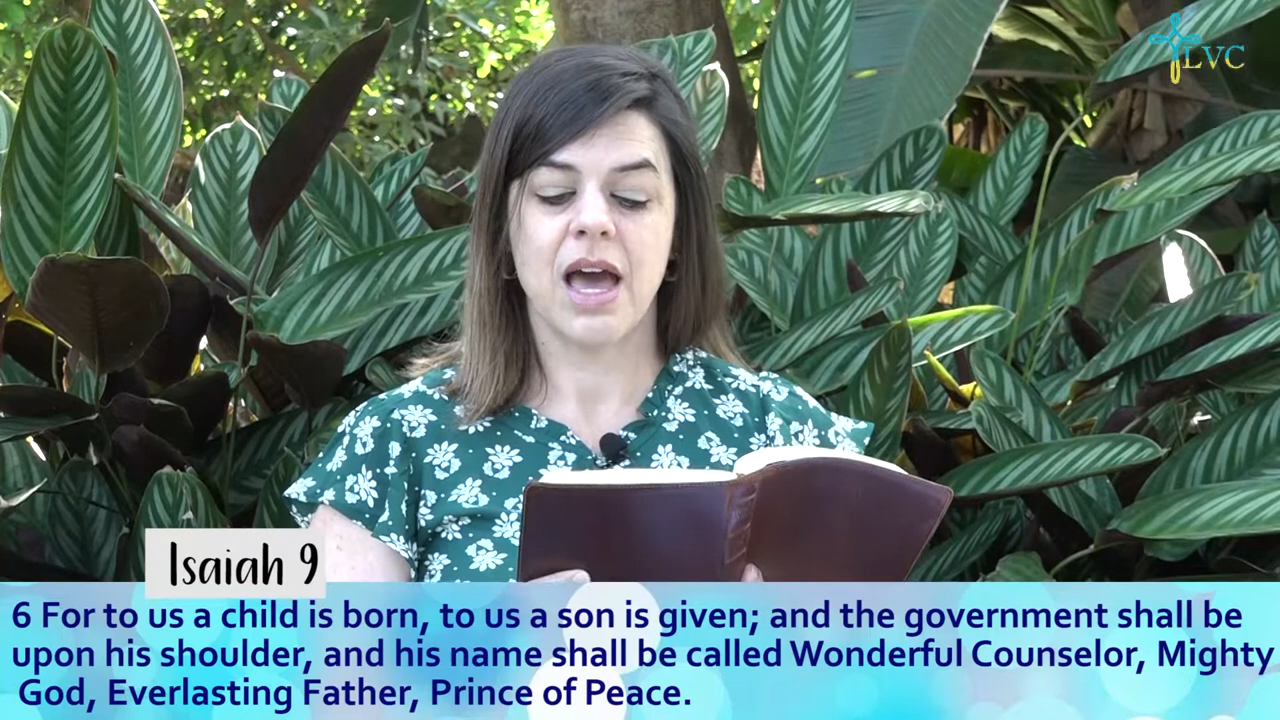 LVC
Isaiah 9
6 For to us a child is born, to us a son is given; and the government shall be
upon his shoulder, and his name shall be called Wonderful Counselor, Mighty
God, Everlasting Father, Prince of Peace.